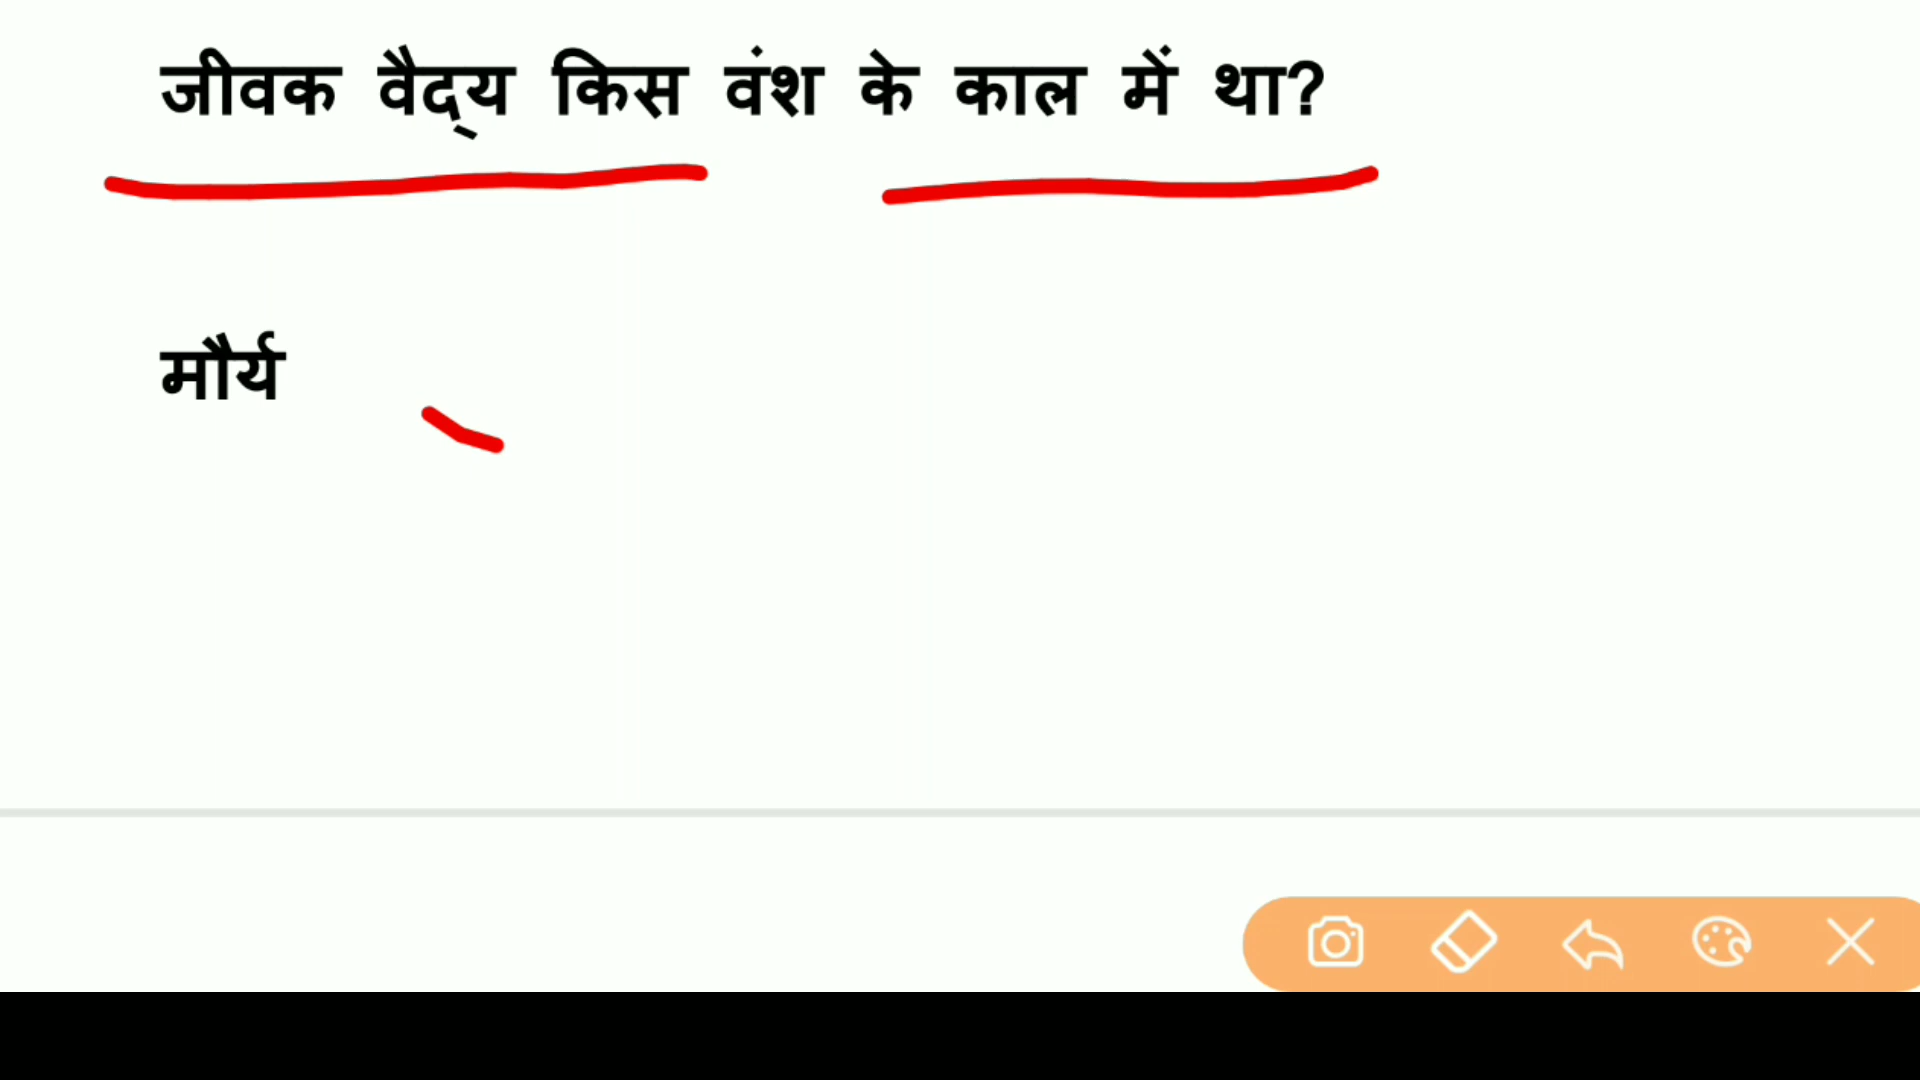 जीवक वैद्‌य किस वंश के काल में था?
मौर्य